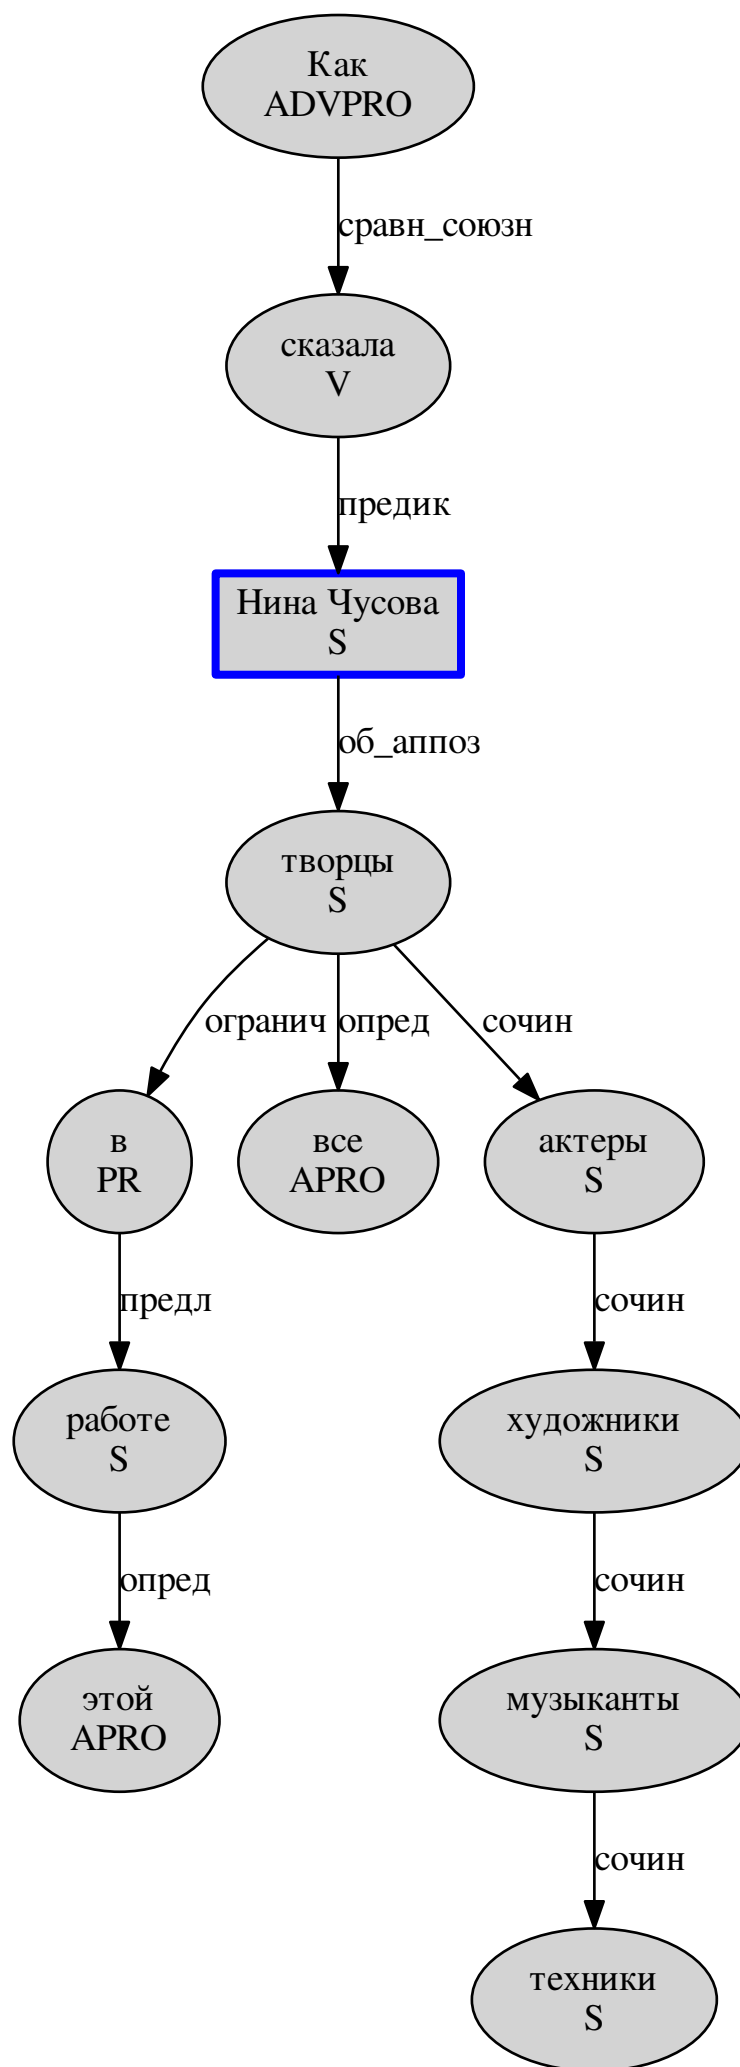 Как
ADVPRO
сравн_союзн
сказала
V
предик
Нина Чусова
S
об_аппоз
творцы
S
огранич
опред
сочин
в
PR
все
APRO
актеры
S
предл
сочин
работе
S
художники
S
опред
сочин
этой
APRO
музыканты
S
сочин
техники
S